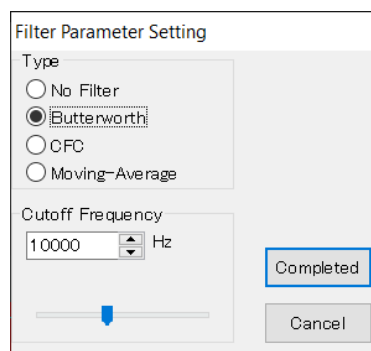 Filter Parameter Setting
Type
No Filter
Butterworth
CFC
Moving-Average
Cutoff Frequency
10000 Hz
Completed
Cancel